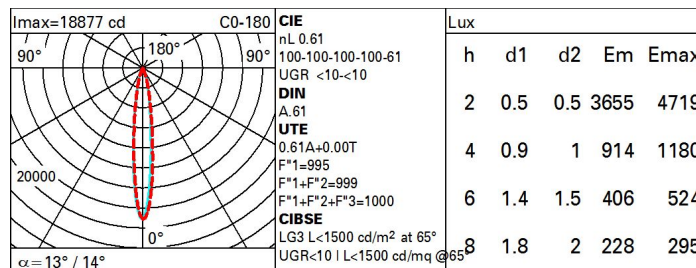 Imax=18877 cd C0-180
90° 180° 90°
20000
0°
α=13° / 14°
CIE
nL 0.61
100-100-100-100-61
UGR <10-<10
DIN
A.61
UTE
0.61A+0.00T
F"1=995
F"1+F"2=999
F"1+F"2+F"3=1000
CIBSE
LG3 L<1500 cd/m² at 65°
UGR<10 | L<1500 cd/mq @65°
Lux
h d1 d2 Em Emax
2 0.5 0.5 3655 4719
4 0.9 1 914 1180
6 1.4 1.5 406 524
8 1.8 2 228 295